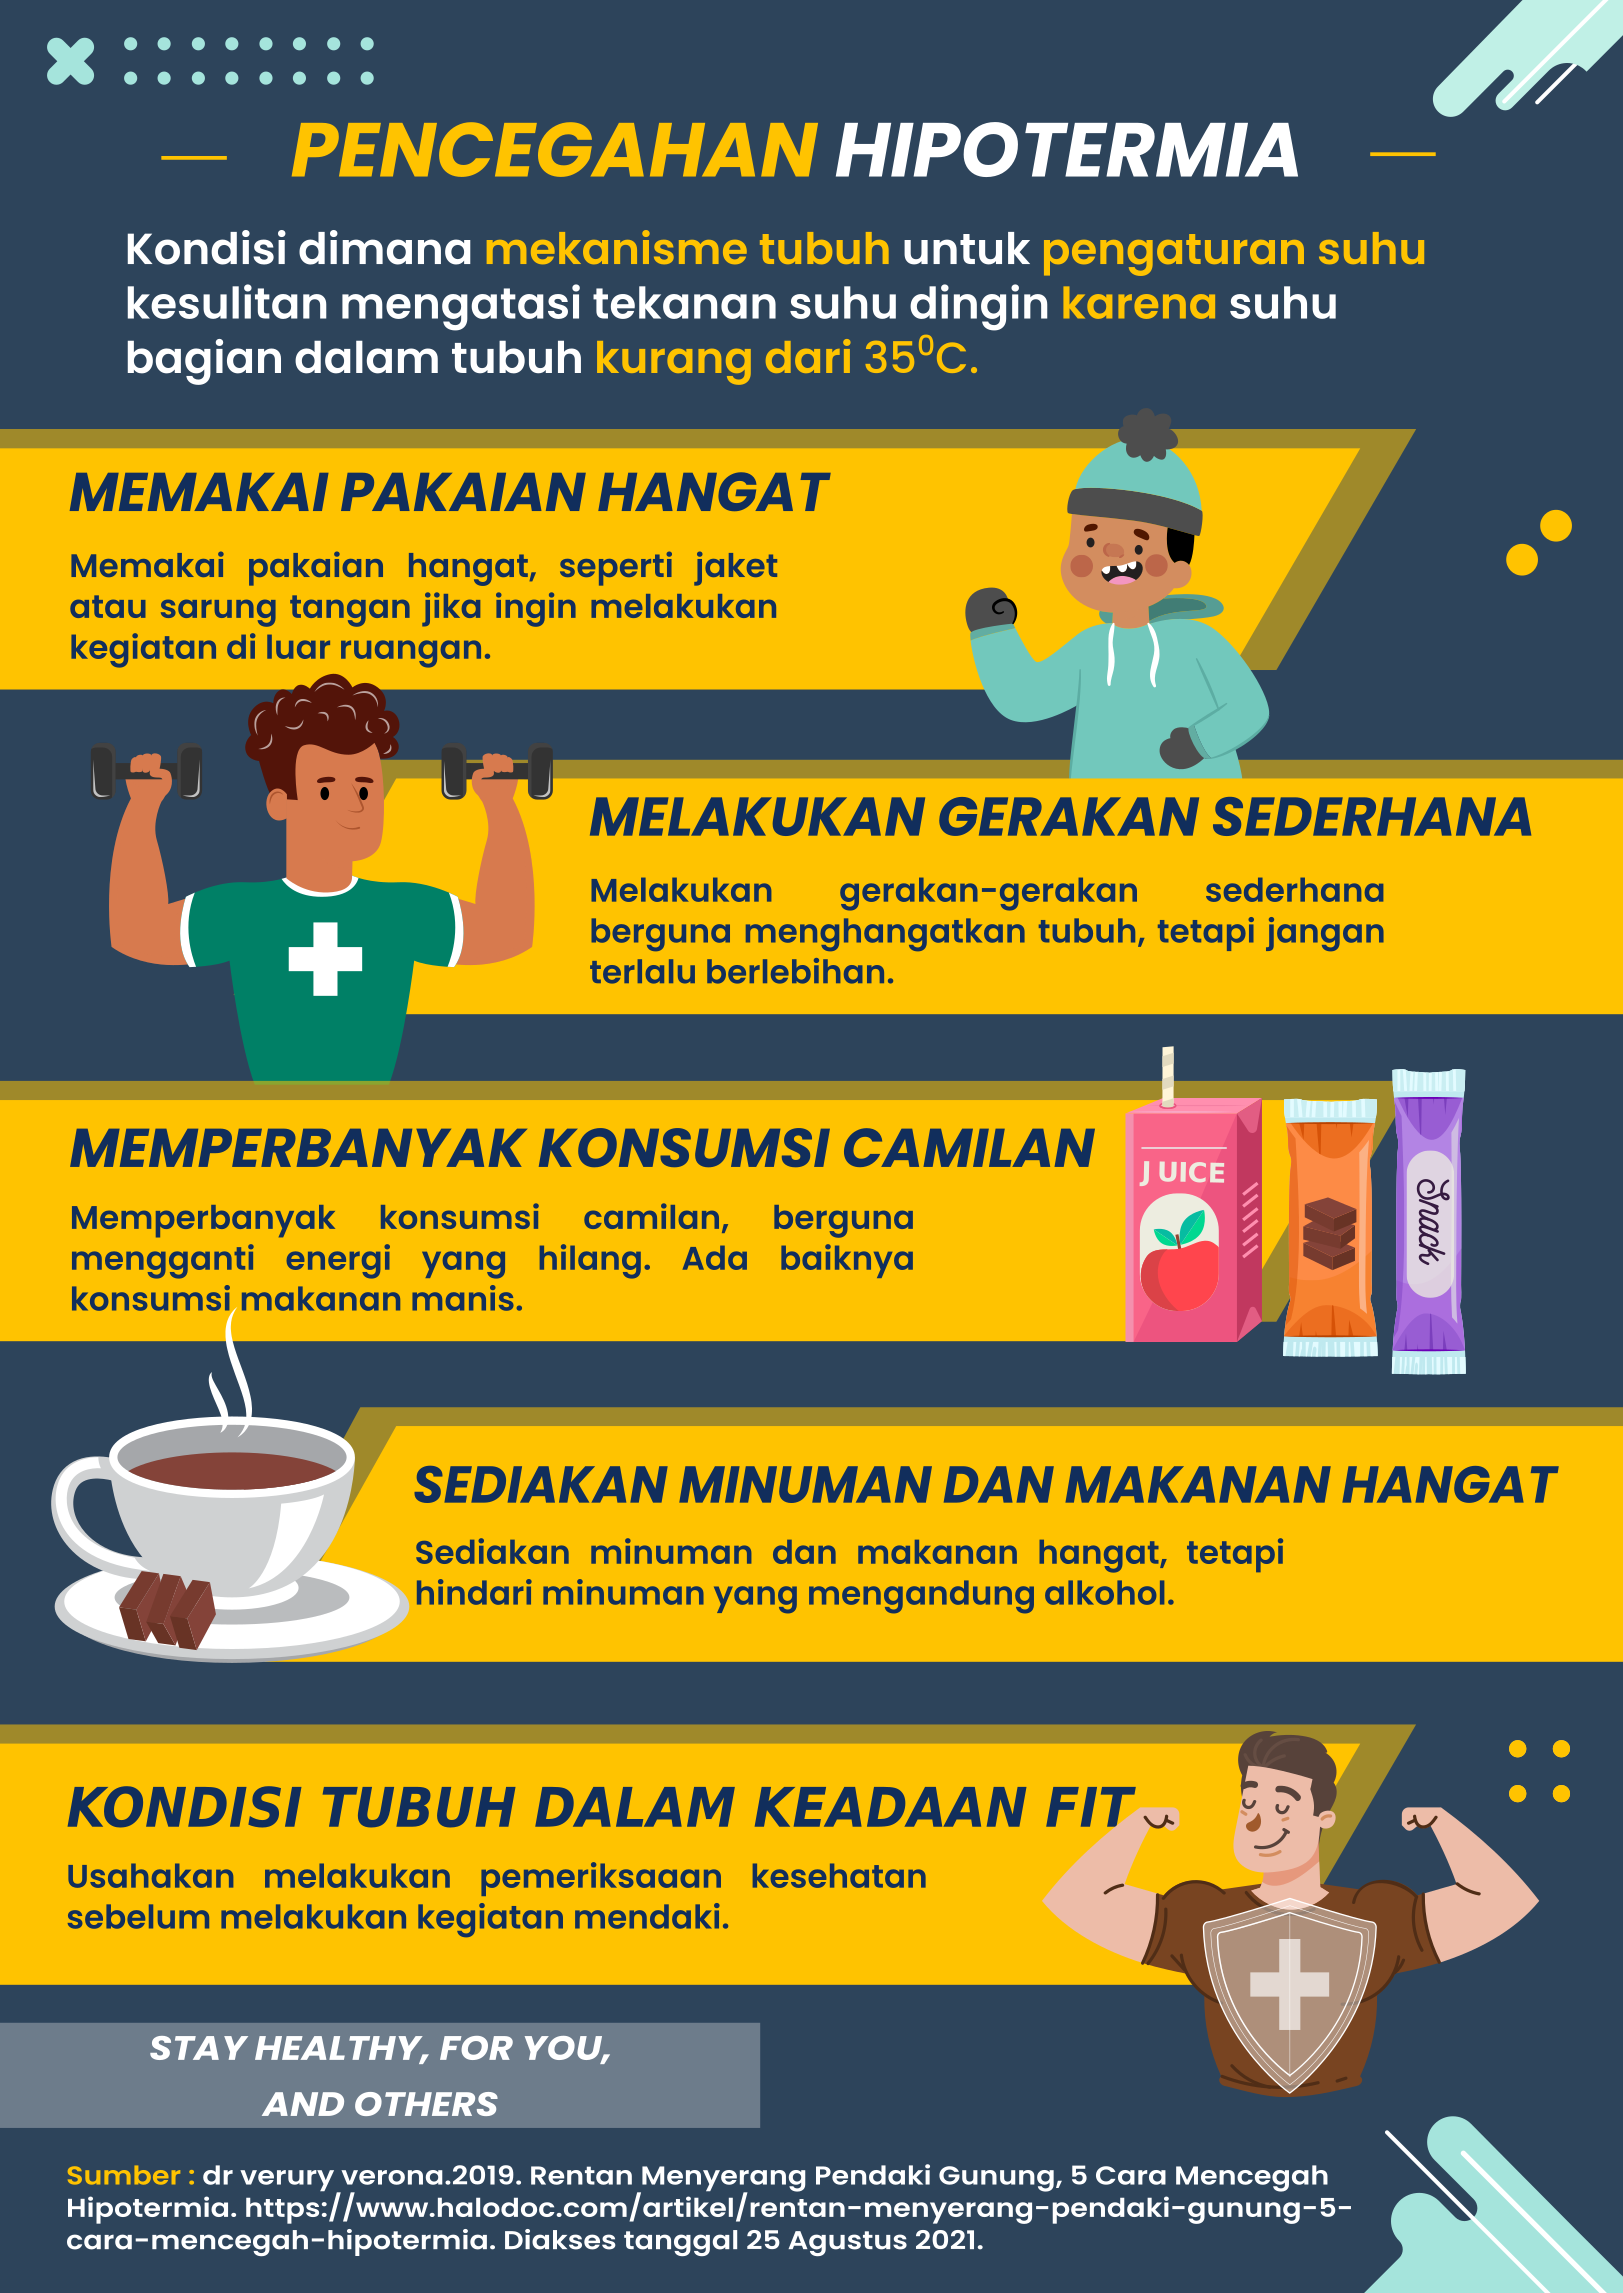 PENCEGAHAN HIPOTERMIA
Kondisi dimana mekanisme tubuh untuk pengaturan suhu
kesulitan mengatasi tekanan suhu dingin karena suhu
bagian dalam tubuh kurang dari 35⁰C.
MEMAKAI PAKAIAN HANGAT
Memakai pakaian hangat, seperti jaket
atau sarung tangan jika ingin melakukan
kegiatan di luar ruangan.
MELAKUKAN GERAKAN SEDERHANA
Melakukan gerakan-gerakan sederhana
berguna menghangatkan tubuh, tetapi jangan
terlalu berlebihan.
MEMPERBANYAK KONSUMSI CAMILAN
Memperbanyak konsumsi camilan, berguna
mengganti energi yang hilang. Ada baiknya
konsumsi makanan manis.
JUICE
Snack
SEDIAKAN MINUMAN DAN MAKANAN HANGAT
Sediakan minuman dan makanan hangat, tetapi
hindari minuman yang mengandung alkohol.
KONDISI TUBUH DALAM KEADAAN FIT
Usahakan melakukan pemeriksaaan kesehatan
sebelum melakukan kegiatan mendaki.
STAY HEALTHY, FOR YOU,
AND OTHERS
Sumber : dr verury verona.2019. Rentan Menyerang Pendaki Gunung, 5 Cara Mencegah
Hipotermia. https://www.halodoc.com/artikel/rentan-menyerang-pendaki-gunung-5-
cara-mencegah-hipotermia. Diakses tanggal 25 Agustus 2021.